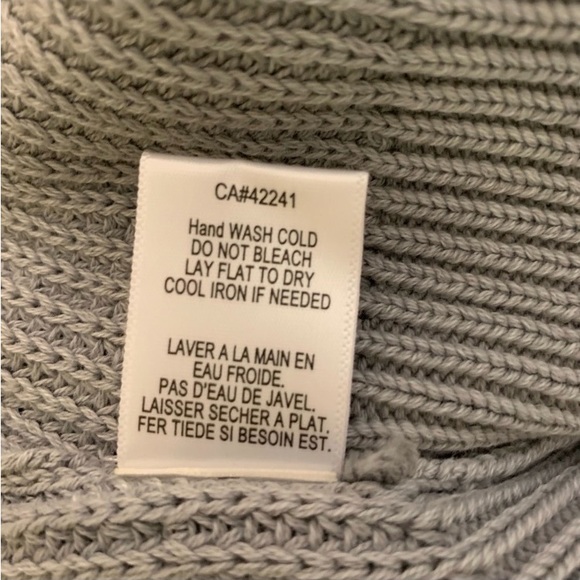 CA#42241
Hand WASH COLD
DO NOT BLEACH
LAY FLAT TO DRY
COOL IRON IF NEEDED
LAVER A LA MAIN EN
EAU FROIDE.
PAS D'EAU DE JAVEL.
LAISSER SECHER A PLAT.
FER TIEDE SI BESOIN EST.